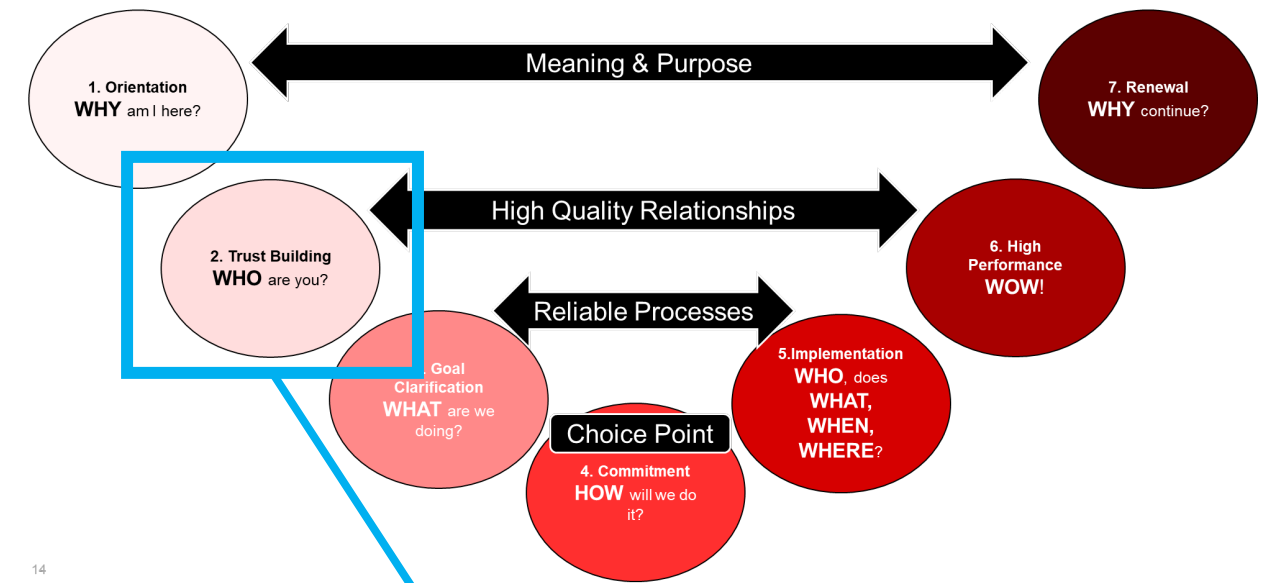 Meaning & Purpose
1. Orientation
WHY am I here?
7. Renewal
WHY continue?
High Quality Relationships
2. Trust Building
WHO are you?
6. High
Performance
WOW!
Reliable Processes
. Goal
Clarification
WHAT are we
doing?
5.Implementation
WHO, does
WHAT,
WHEN,
WHERE?
Choice Point
4. Commitment
HOW will we do
it?
14